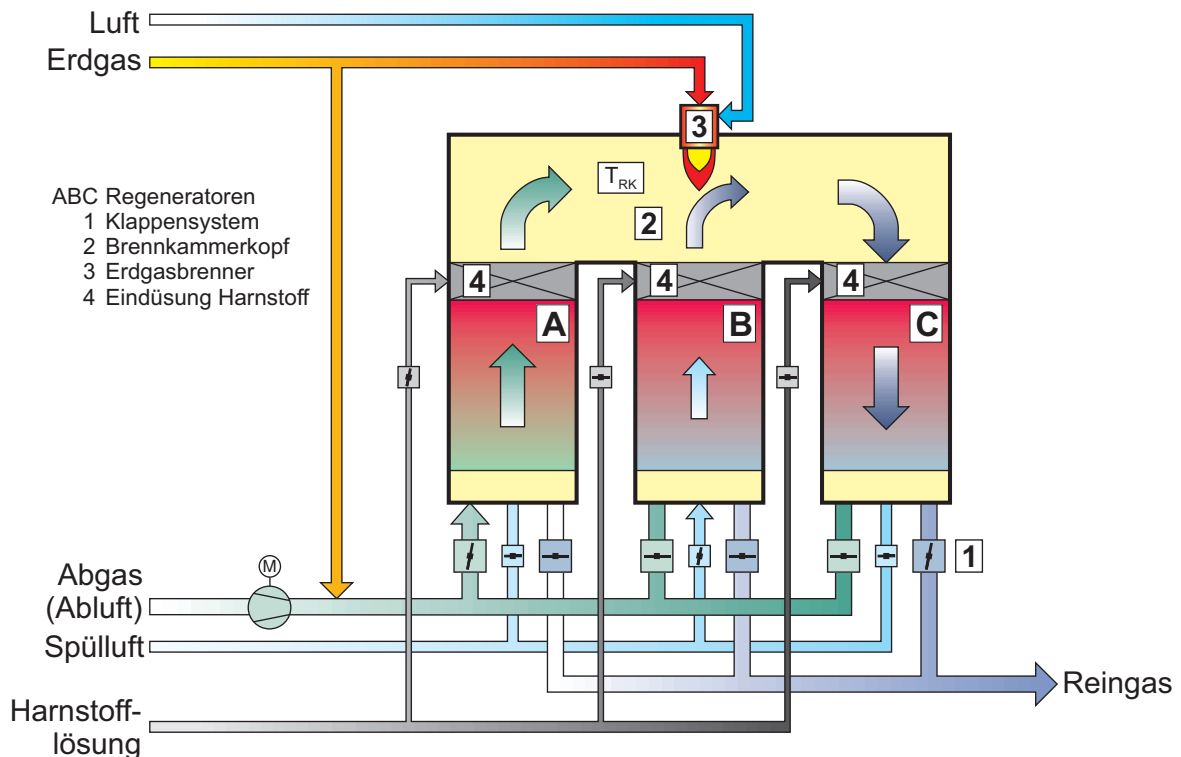 Luft
Erdgas
3
ABC Regeneratoren
1 Klappensystem
2 Brennkammerkopf
3 Erdgasbrenner
4 Eindüsung Harnstoff
T_RK
2
4
4
4
A
B
C
1
M
Abgas
(Abluft)
Spülluft
Reingas
Harnstoff-
lösung